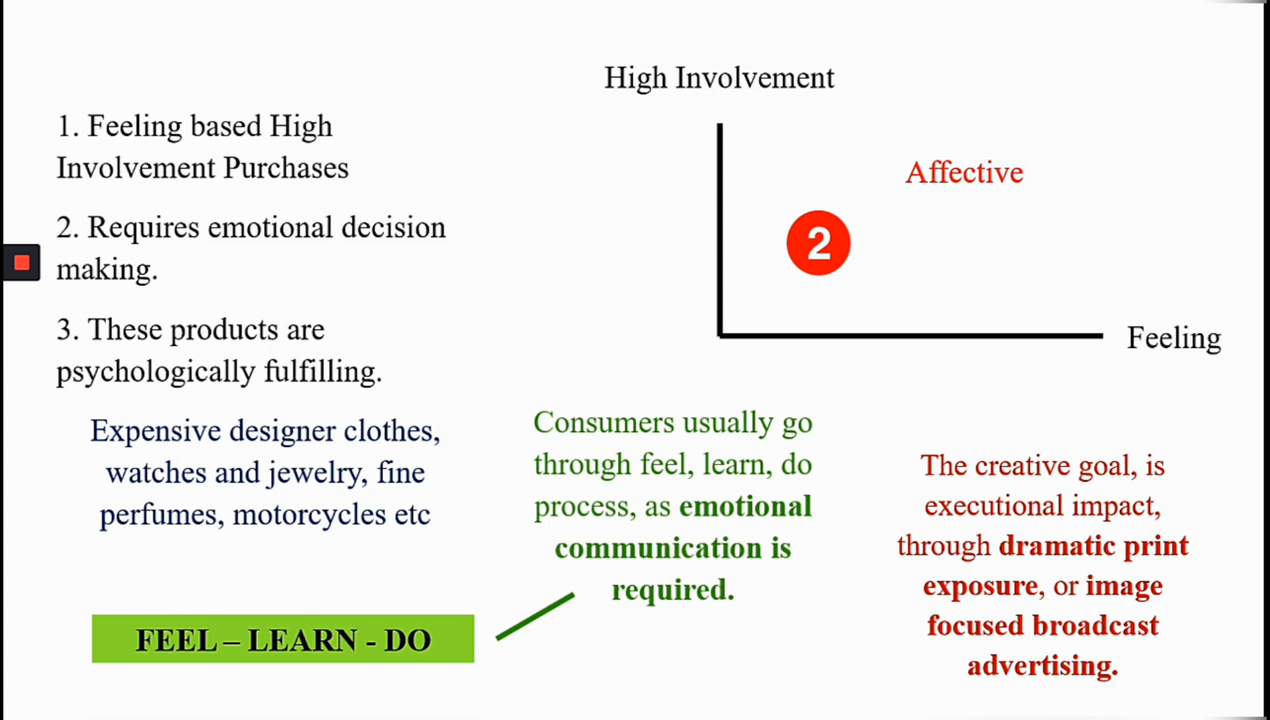 High Involvement
1. Feeling based High
Involvement Purchases
2. Requires emotional decision
making.
3. These products are
psychologically fulfilling.
Affective
2
Feeling
Expensive designer clothes,
watches and jewelry, fine
perfumes, motorcycles etc
FEEL – LEARN - DO
Consumers usually go
through feel, learn, do
process, as emotional
communication is
required.
The creative goal, is
executional impact,
through dramatic print
exposure, or image
focused broadcast
advertising.